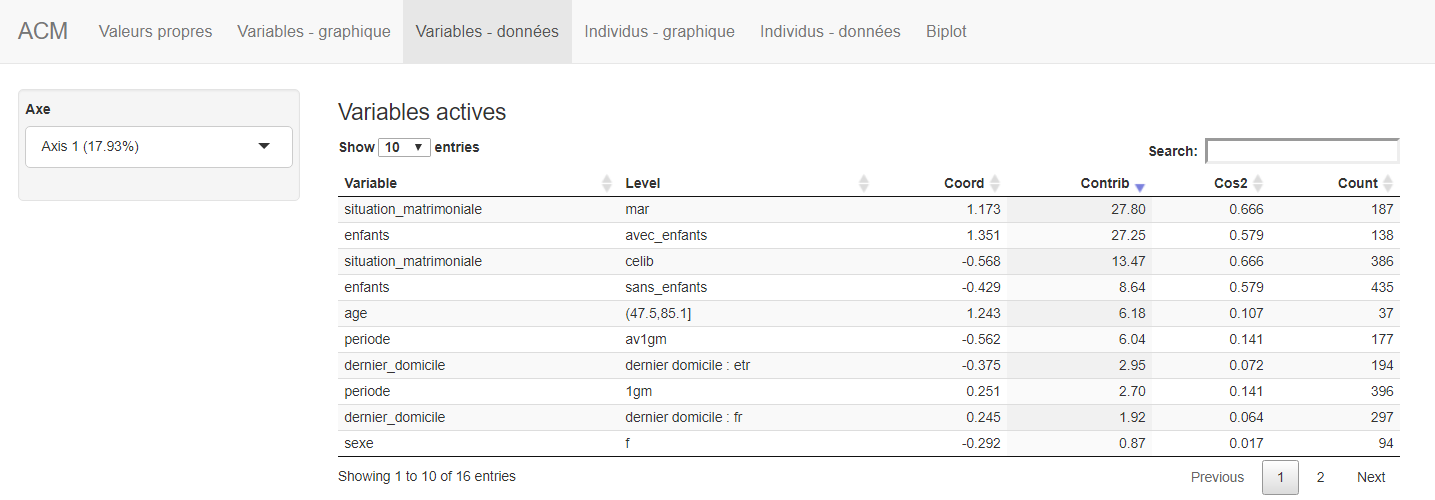 ACM Valeurs propres Variables - graphique Variables - données Individus - graphique Individus - données Biplot
Axe
Axis 1 (17.93%)
Variables actives
Show 10 entries
Search:
Variable Level Coord Contrib Cos2 Count
situation_matrimoniale mar 1.173 27.80 0.666 187
enfants avec_enfants 1.351 27.25 0.579 138
situation_matrimoniale celib -0.568 13.47 0.666 386
enfants sans_enfants -0.429 8.64 0.579 435
age (47.5,85.1] 1.243 6.18 0.107 37
periode av1gm -0.562 6.04 0.141 177
dernier_domicile dernier domicile : etr -0.375 2.95 0.072 194
periode 1gm 0.251 2.70 0.141 396
dernier_domicile dernier domicile : fr 0.245 1.92 0.064 297
sexe f -0.292 0.87 0.017 94
Showing 1 to 10 of 16 entries
Previous 1 2 Next